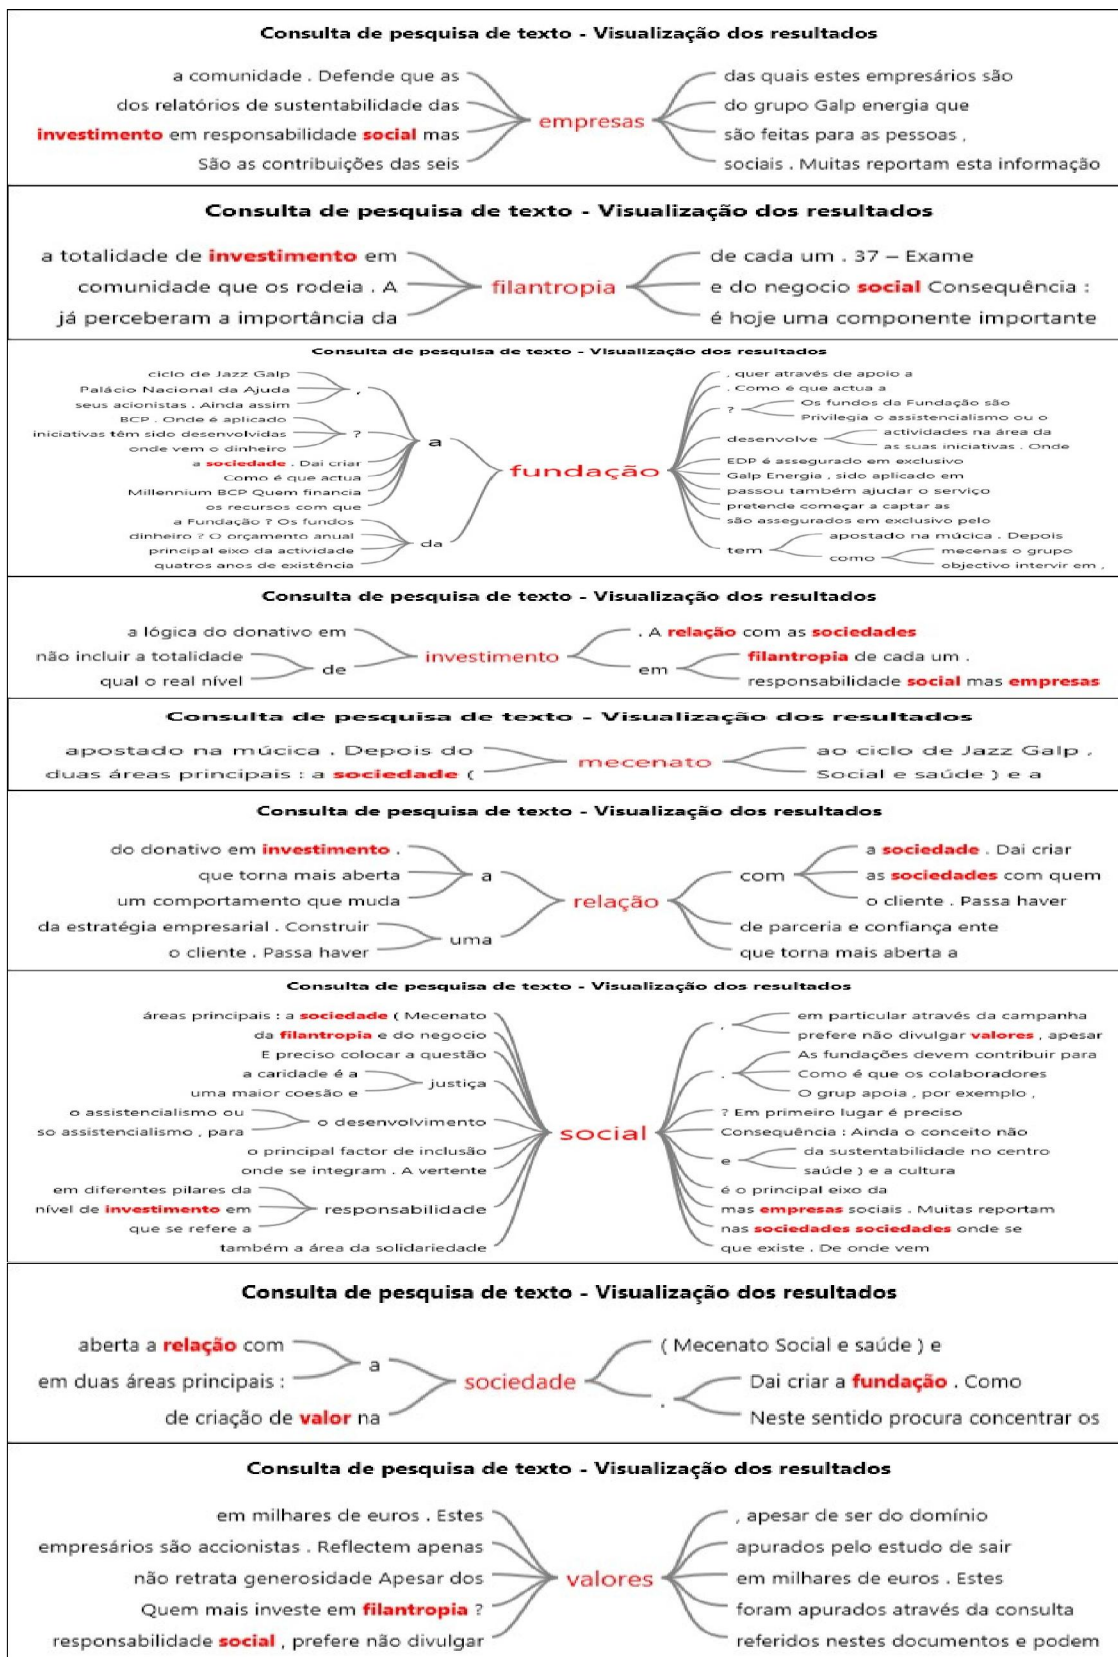 Consulta de pesquisa de texto - Visualização dos resultados
a comunidade . Defende que as
dos relatórios de sustentabilidade das
investimento em responsabilidade social mas
São as contribuições das seis
empresas
das quais estes empresários são
do grupo Galp energia que
são feitas para as pessoas ,
sociais . Muitas reportam esta informação
Consulta de pesquisa de texto - Visualização dos resultados
a totalidade de investimento em
comunidade que os rodeia . A
já perceberam a importância da
filantropia
de cada um . 37 – Exame
e do negocio social Consequência :
é hoje uma componente importante
Consulta de pesquisa de texto - Visualização dos resultados
ciclo de Jazz Galp
Palácio Nacional da Ajuda
seus acionistas . Ainda assim
,
BCP . Onde é aplicado
iniciativas têm sido desenvolvidas
onde vem o dinheiro
?
a sociedade . Dai criar
Como é que actua
Millennium BCP Quem financia
os recursos com que
a
a Fundação ? Os fundos
dinheiro ? O orçamento anual
principal eixo da actividade
quatros anos de existência
da
fundação
, quer através de apoio a
. Como é que actua a
?
Os fundos da Fundação são
Privilegia o assistencialismo ou o
desenvolve
actividades na área da
as suas iniciativas . Onde
EDP é assegurado em exclusivo
Galp Energia , sido aplicado em
passou também ajudar o serviço
pretende começar a captar as
são assegurados em exclusivo pelo
tem
apostado na múcica . Depois
como
mecenas o grupo
objectivo intervir em ,
Consulta de pesquisa de texto - Visualização dos resultados
a lógica do donativo em
não incluir a totalidade
qual o real nível
de
investimento
. A relação com as sociedades
em
filantropia de cada um .
responsabilidade social mas empresas
Consulta de pesquisa de texto - Visualização dos resultados
apostado na múcica . Depois do
duas áreas principais : a sociedade (
mecenato
ao ciclo de Jazz Galp ,
Social e saúde ) e a
Consulta de pesquisa de texto - Visualização dos resultados
do donativo em investimento .
que torna mais aberta
um comportamento que muda
a
da estratégia empresarial . Construir
o cliente . Passa haver
uma
relação
com
a sociedade . Dai criar
as sociedades com quem
o cliente . Passa haver
de parceria e confiança ente
que torna mais aberta a
Consulta de pesquisa de texto - Visualização dos resultados
áreas principais : a sociedade ( Mecenato
da filantropia e do negocio
E preciso colocar a questão
a caridade é a
uma maior coesão e
justiça
o assistencialismo ou
so assistencialismo , para
o desenvolvimento
o principal factor de inclusão
onde se integram . A vertente
em diferentes pilares da
nível de investimento em
que se refere a
responsabilidade
também a área da solidariedade
social
,
em particular através da campanha
prefere não divulgar valores , apesar
.
As fundações devem contribuir para
Como é que os colaboradores
O grup apoia , por exemplo ,
? Em primeiro lugar é preciso
Consequência : Ainda o conceito não
e
da sustentabilidade no centro
saúde ) e a cultura
é o principal eixo da
mas empresas sociais . Muitas reportam
nas sociedades sociedades onde se
que existe . De onde vem
Consulta de pesquisa de texto - Visualização dos resultados
aberta a relação com
em duas áreas principais :
a
de criação de valor na
sociedade
( Mecenato Social e saúde ) e
.
Dai criar a fundação . Como
Neste sentido procura concentrar os
Consulta de pesquisa de texto - Visualização dos resultados
em milhares de euros . Estes
empresários são accionistas . Reflectem apenas
não retrata generosidade Apesar dos
Quem mais investe em filantropia ?
responsabilidade social , prefere não divulgar
valores
, apesar de ser do domínio
apurados pelo estudo de sair
em milhares de euros . Estes
foram apurados através da consulta
referidos nestes documentos e podem